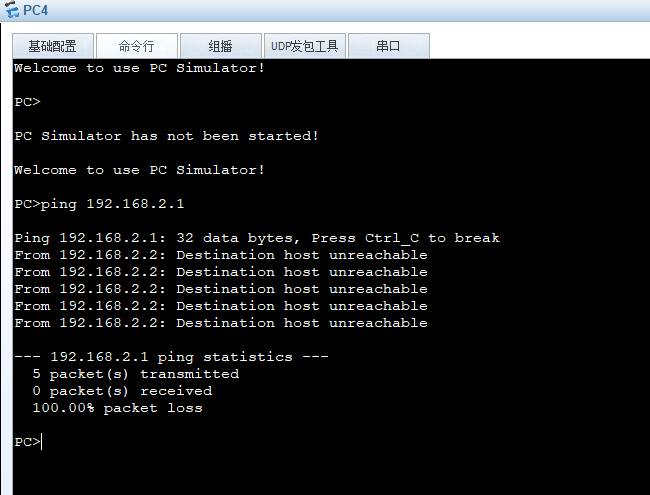 PC4
基础配置 命令行 组播 UDP发包工具 串口
Welcome to use PC Simulator!
PC>
PC Simulator has not been started!
Welcome to use PC Simulator!
PC>ping 192.168.2.1
Ping 192.168.2.1: 32 data bytes, Press Ctrl_C to break
From 192.168.2.2: Destination host unreachable
From 192.168.2.2: Destination host unreachable
From 192.168.2.2: Destination host unreachable
From 192.168.2.2: Destination host unreachable
From 192.168.2.2: Destination host unreachable
--- 192.168.2.1 ping statistics ---
5 packet(s) transmitted
0 packet(s) received
100.00% packet loss
PC>